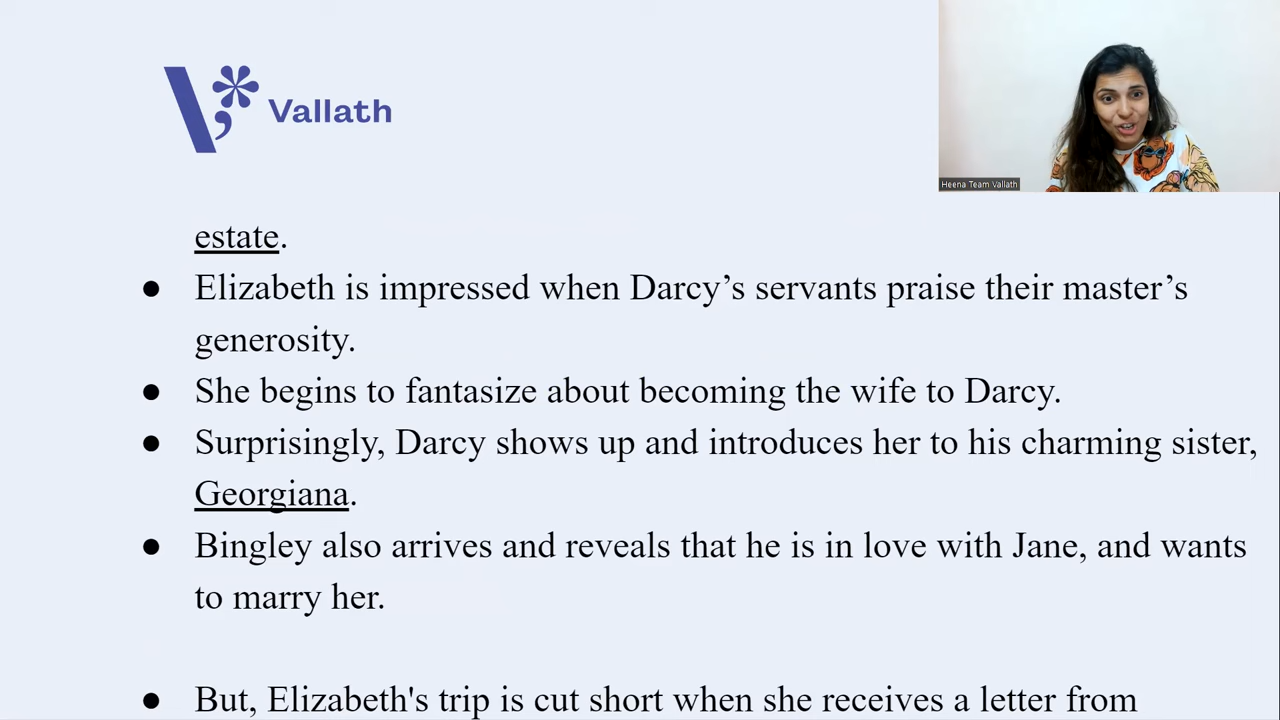 Vallath
Heena Team Vallath
estate.
● Elizabeth is impressed when Darcy’s servants praise their master’s
generosity.
● She begins to fantasize about becoming the wife to Darcy.
● Surprisingly, Darcy shows up and introduces her to his charming sister,
Georgiana.
● Bingley also arrives and reveals that he is in love with Jane, and wants
to marry her.
● But, Elizabeth's trip is cut short when she receives a letter from